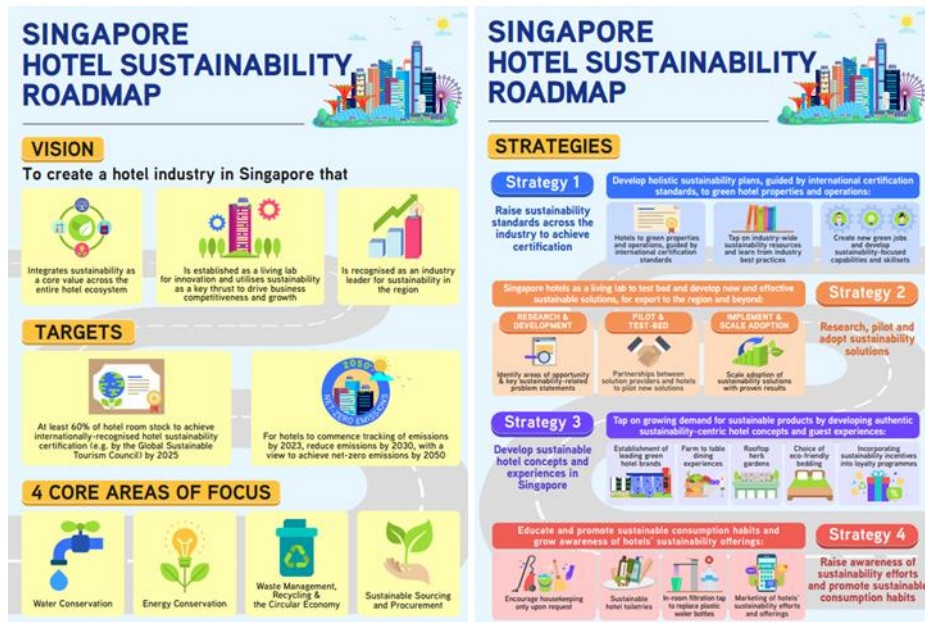 SINGAPORE
HOTEL SUSTAINABILITY
ROADMAP
VISION
To create a hotel industry in Singapore that
Integrates sustainability as
a core value across the
entire hotel ecosystem
Is established as a living lab
for innovation and utilises sustainability
as a key thrust to drive business
competitiveness and growth
Is recognised as an industry
leader for sustainability in
the region
TARGETS
At least 60% of hotel room stock to achieve
internationally-recognised hotel sustainability
certification (e.g. by the Global Sustainable
Tourism Council) by 2025
2050
NET-ZERO EMISSIONS
For hotels to commence tracking of emissions
by 2023, reduce emissions by 2030, with a
view to achieve net-zero emissions by 2050
4 CORE AREAS OF FOCUS
Water Conservation
Energy Conservation
Waste Management,
Recycling &
the Circular Economy
Sustainable Sourcing
and Procurement
SINGAPORE
HOTEL SUSTAINABILITY
ROADMAP
STRATEGIES
Strategy 1
Raise sustainability
standards across the
industry to achieve
certification
Develop holistic sustainability plans, guided by international certification
standards, to green hotel properties and operations:
Hotels to green properties
and operations, guided by
international certification
standards
Tap on industry-wide
sustainability resources
and learn from industry
best practices
Create new green jobs
and develop
sustainability-focused
capabilities and skillsets
Singapore hotels as a living lab to test bed and develop new and effective
sustainable solutions, for export to the region and beyond:
Strategy 2
Research, pilot and
adopt sustainability
solutions
RESEARCH &
DEVELOPMENT
Identify areas of opportunity
& key sustainability-related
problem statements
PILOT &
TEST-BED
Partnerships between
solution providers and hotels
to pilot new solutions
IMPLEMENT &
SCALE ADOPTION
Scale adoption of
sustainability solutions
with proven results
Strategy 3
Develop sustainable
hotel concepts and
experiences in
Singapore
Tap on growing demand for sustainable products by developing authentic
sustainability-centric hotel concepts and guest experiences:
Establishment of
leading green
hotel brands
Farm to table
dining
experiences
Rooftop
herb
gardens
Choice of
eco-friendly
bedding
Incorporating
sustainability incentives
into loyalty programmes
Educate and promote sustainable consumption habits and
grow awareness of hotels' sustainability offerings:
Strategy 4
Raise awareness of
sustainability efforts
and promote sustainable
consumption habits
Encourage housekeeping
only upon request
Sustainable
hotel toiletries
In-room filtration tap
to replace plastic
water bottles
Marketing of hotels'
sustainability efforts
and offerings